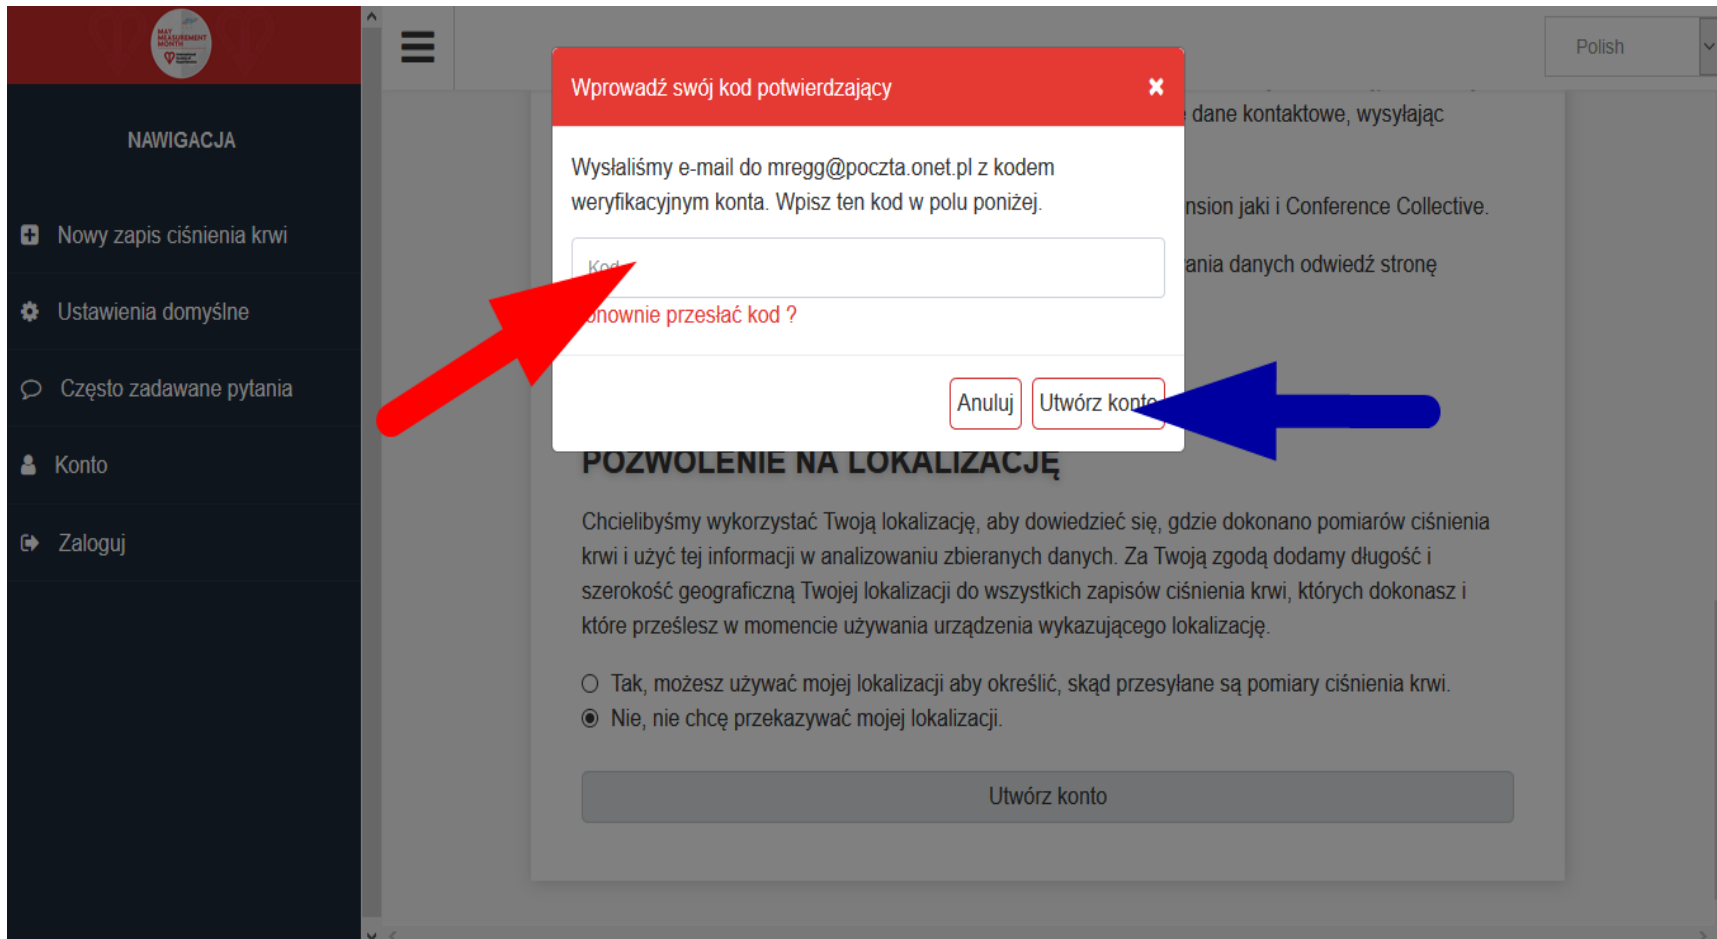 MAY
MEASUREMENT
MONTH
NAWIGACJA
Nowy zapis ciśnienia krwi
Ustawienia domyślne
Często zadawane pytania
Konto
Zaloguj
Polish
Wprowadź swój kod potwierdzający
Wysłaliśmy e-mail do mregg@poczta.onet.pl z kodem
weryfikacyjnym konta. Wpisz ten kod w polu poniżej.
Kod
przesłać kod ?
Anuluj
Utwórz konto
dane kontaktowe, wysyłając
nsion jaki i Conference Collective.
ania danych odwiedź stronę
POZWOLENIE NA LOKALIZACJĘ
Chcielibyśmy wykorzystać Twoją lokalizację, aby dowiedzieć się, gdzie dokonano pomiarów ciśnienia
krwi i użyć tej informacji w analizowaniu zbieranych danych. Za Twoją zgodą dodamy długość i
szerokość geograficzną Twojej lokalizacji do wszystkich zapisów ciśnienia krwi, których dokonasz i
które prześlesz w momencie używania urządzenia wykazującego lokalizację.
Tak, możesz używać mojej lokalizacji aby określić, skąd przesyłane są pomiary ciśnienia krwi.
Nie, nie chcę przekazywać mojej lokalizacji.
Utwórz konto